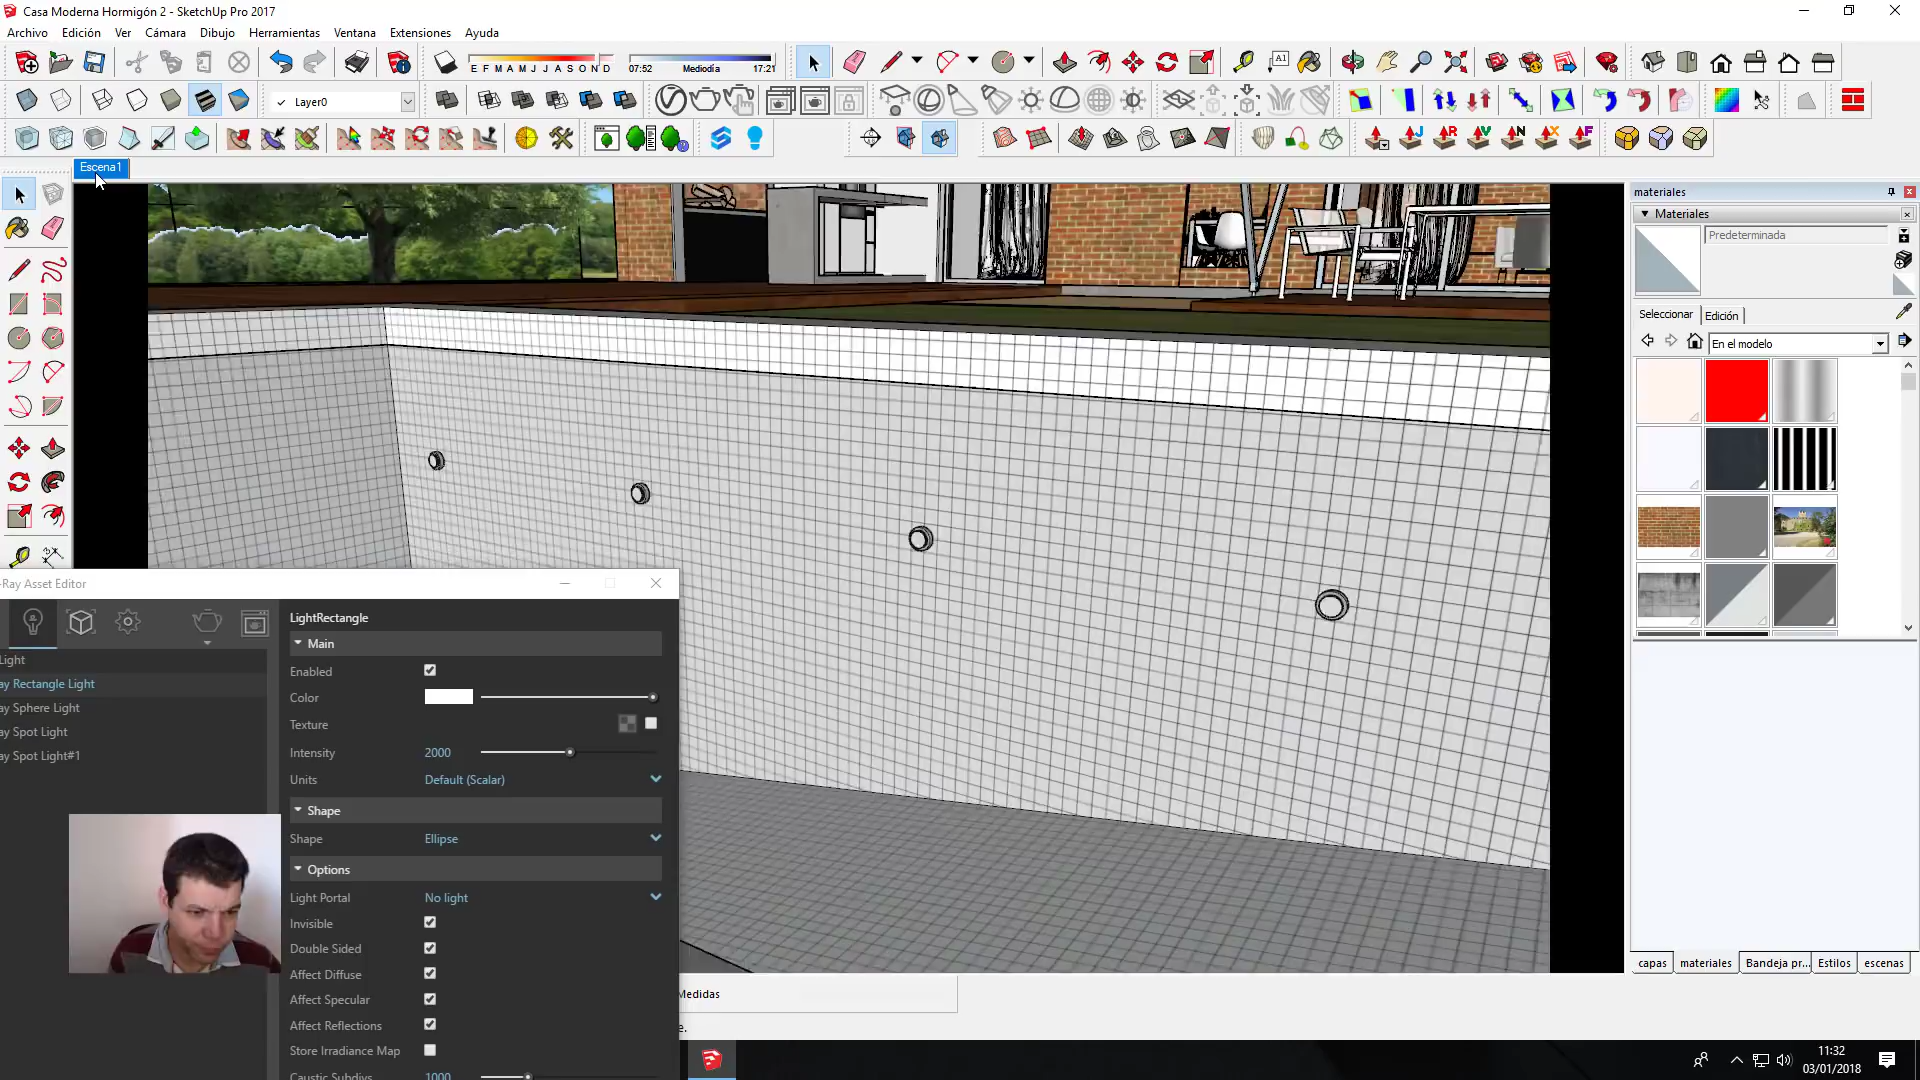 Casa Moderna Hormigón 2 - SketchUp Pro 2017
Archivo Edición Ver Cámara Dibujo Herramientas Ventana Extensiones Ayuda
E F M A M J J A S O N D
07:52 Mediodía 17:21
A1
Layer0
J R V N X F
Escena1
materiales
Materiales
Predeterminada
Seleccionar Edición
En el modelo
-Ray Asset Editor
Light
ay Rectangle Light
ay Sphere Light
ay Spot Light
ay Spot Light#1
LightRectangle
Main
Enabled
Color
Texture
Intensity 2000
Units Default (Scalar)
Shape
Shape Ellipse
Options
Light Portal No light
Invisible
Double Sided
Affect Diffuse
Affect Specular
Affect Reflections
Store Irradiance Map
Caustic Subdivs 1000
Medidas
e.
capas materiales Bandeja pr... Estilos escenas
11:32
03/01/2018